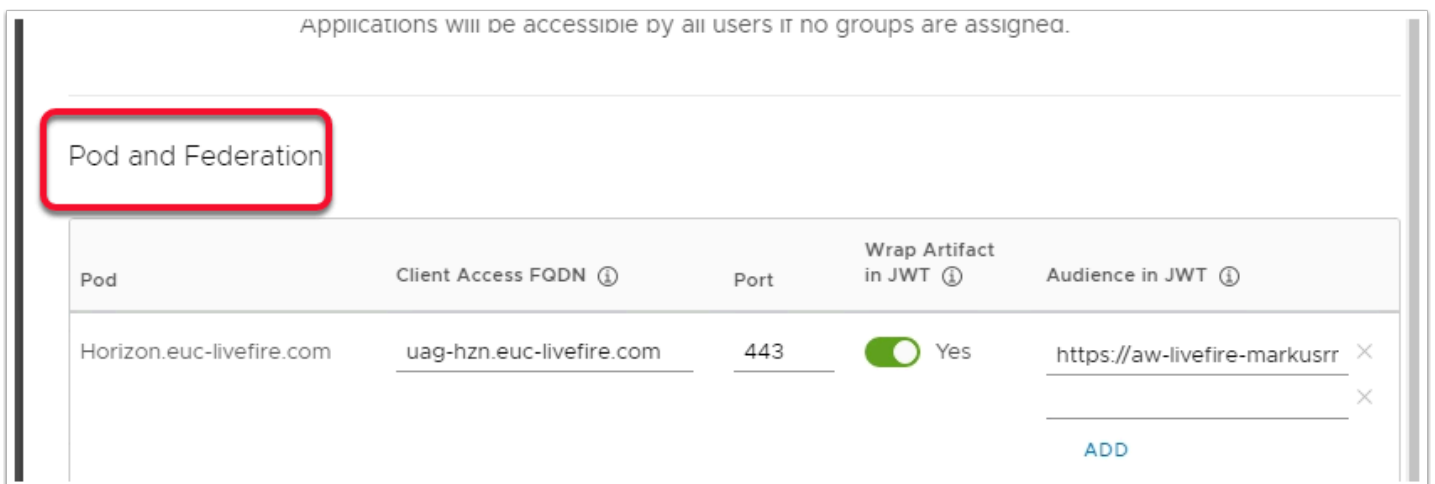 Applications will be accessible by all users if no groups are assigned.
Pod and Federation
Pod
Client Access FQDN
Port
Wrap Artifact
in JWT
Audience in JWT
Horizon.euc-livefire.com
uag-hzn.euc-livefire.com
443
Yes
https://aw-livefire-markusrr
ADD